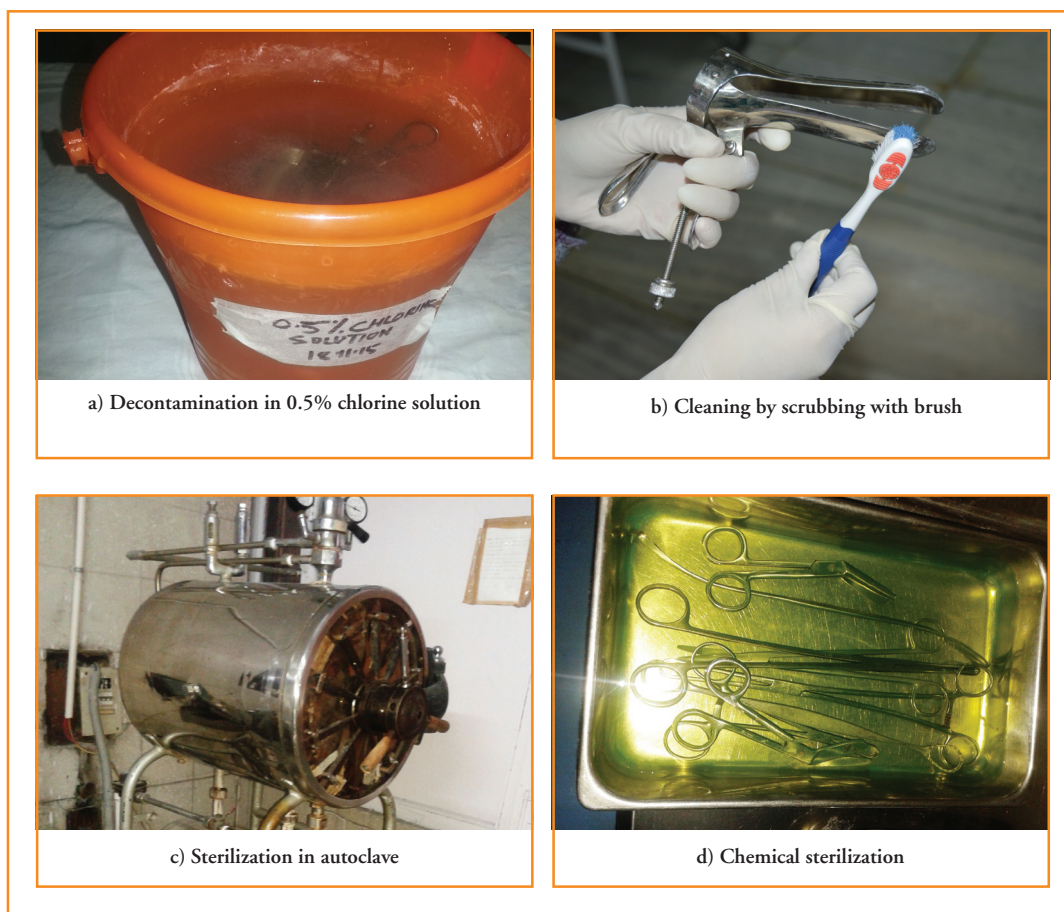 0.5% CHLORINE
SOLUTION
a) Decontamination in 0.5% chlorine solution
b) Cleaning by scrubbing with brush
c) Sterilization in autoclave
d) Chemical sterilization